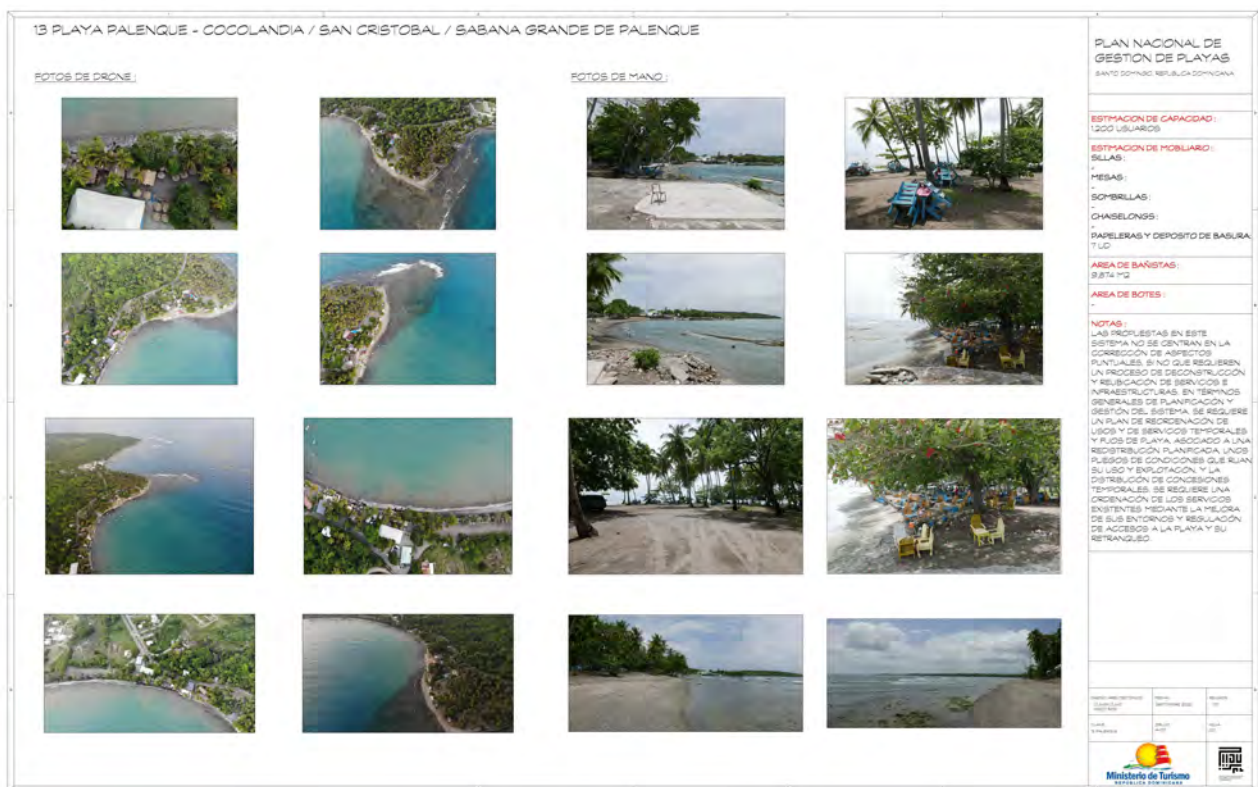 13 PLAYA PALENQUE - COCOLANDIA / SAN CRISTOBAL / SABANA GRANDE DE PALENQUE
FOTOS DE DRONE :
FOTOS DE MANO :
PLAN NACIONAL DE
GESTION DE PLAYAS
SANTO DOMINGO, REPUBLICA DOMINICANA
ESTIMACION DE CAPACIDAD :
1,200 USUARIOS
ESTIMACION DE MOBILIARIO :
SILLAS :
-
MESAS :
-
SOMBRILLAS :
-
CHAISELONGS :
-
PAPELERAS Y DEPOSITO DE BASURA:
7 UD
AREA DE BAÑISTAS :
9,874 M2
AREA DE BOTES :
-
NOTAS :
LAS PROPUESTAS EN ESTE
SISTEMA NO SE CENTRAN EN LA
CORRECCIÓN DE ASPECTOS
PUNTUALES, SI NO QUE REQUIEREN
UN PROCESO DE DECONSTRUCCIÓN
Y REUBICACIÓN DE SERVICIOS E
INFRAESTRUCTURAS. EN TÉRMINOS
GENERALES DE PLANIFICACIÓN Y
GESTIÓN DEL SISTEMA, SE REQUIERE
UN PLAN DE REORDENACIÓN DE
USOS Y DE SERVICIOS TEMPORALES
Y FIJOS DE PLAYA, ASOCIADO A UNA
REDISTRIBUCIÓN PLANIFICADA, UNOS
PLIEGOS DE CONDICIONES QUE RIJAN
SU USO Y EXPLOTACIÓN, Y LA
DISTRIBUCIÓN DE CONCESIONES
TEMPORALES. SE REQUIERE UNA
ORDENACIÓN DE LOS SERVICIOS
EXISTENTES MEDIANTE LA MEJORA
DE SUS ENTORNOS Y REGULACIÓN
DE ACCESOS A LA PLAYA Y SU
RETRANQUEO.
Ministerio de Turismo
REPÚBLICA DOMINICANA